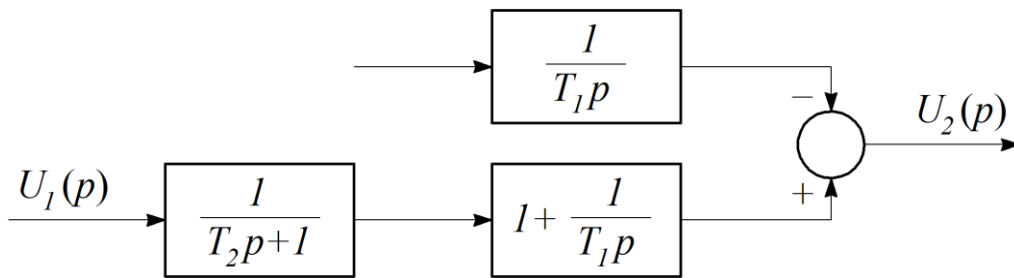 1
T₁p
−
U₂(p)
U₁(p)
1
T₂p+1
1+ 1
T₁p
+